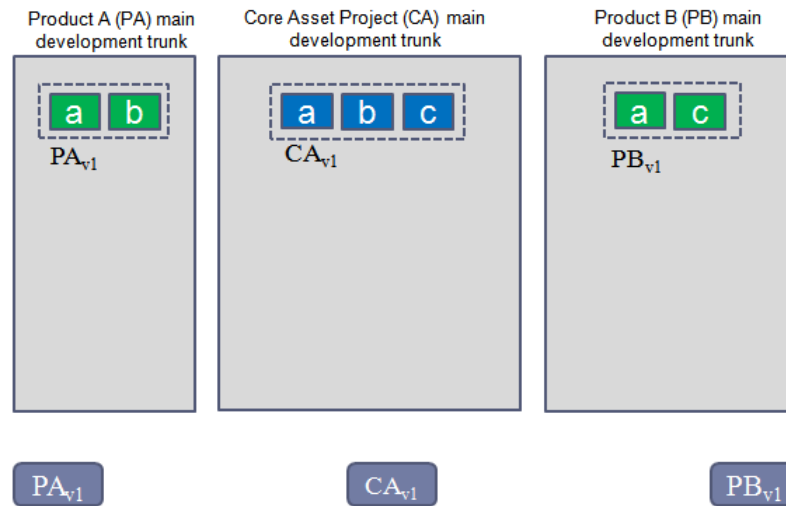 Product A (PA) main
development trunk
Core Asset Project (CA) main
development trunk
Product B (PB) main
development trunk
a b
PAv1
a b c
CAv1
a c
PBv1
PAv1
CAv1
PBv1